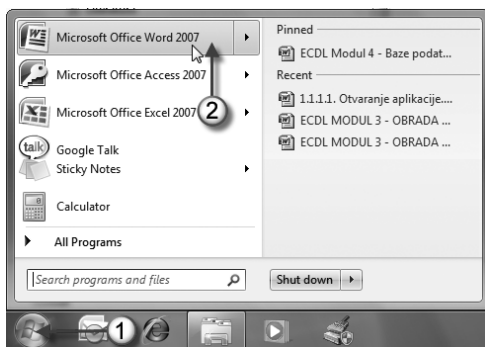 Microsoft Office Word 2007
Microsoft Office Access 2007
Microsoft Office Excel 2007
2
talk
Google Talk
Sticky Notes
Calculator
All Programs
Search programs and files
Pinned
ECDL Modul 4 - Baze podat...
Recent
1.1.1.1. Otvaranje aplikacije....
ECDL MODUL 3 - OBRADA ...
ECDL MODUL 3 - OBRADA ...
Shut down
1